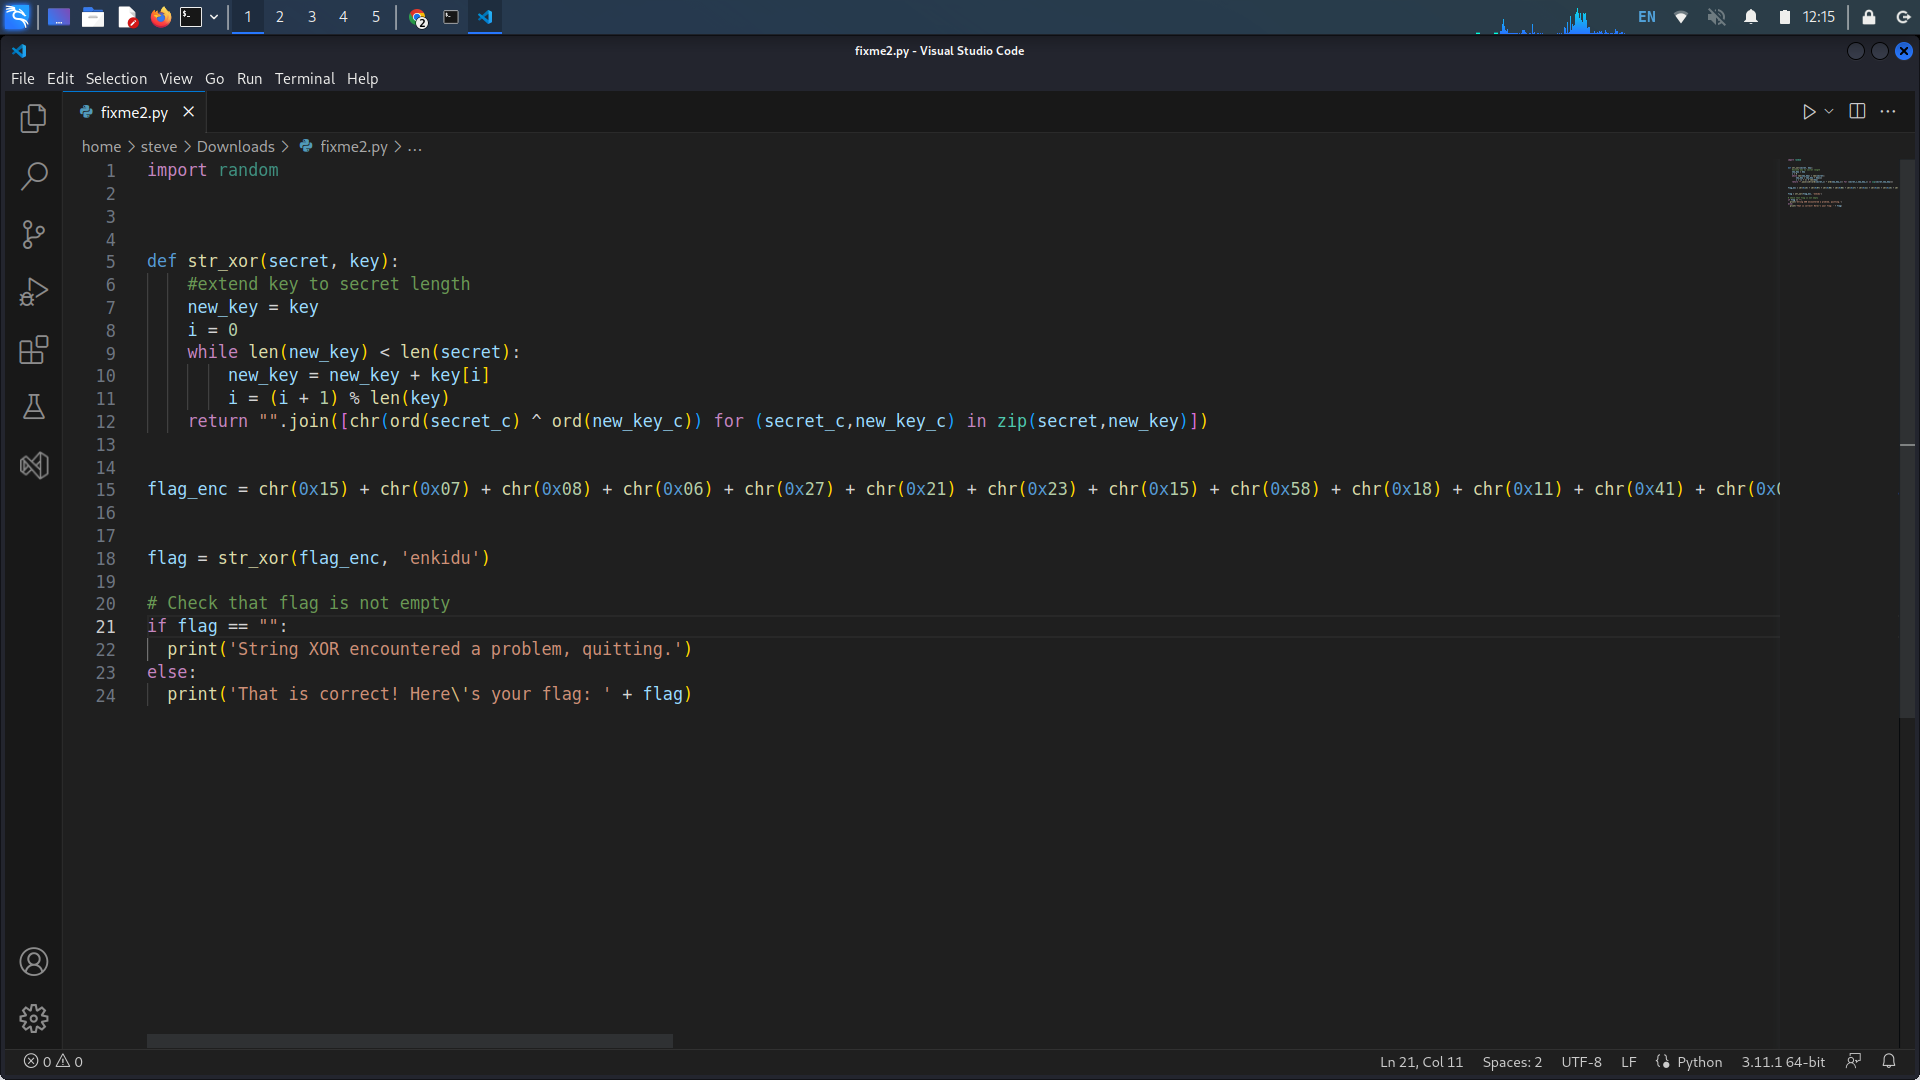 1 2 3 4 5 2 EN 12:15
fixme2.py - Visual Studio Code
File Edit Selection View Go Run Terminal Help
fixme2.py
home > steve > Downloads > fixme2.py > ...
1 import random
2
3
4
5 def str_xor(secret, key):
6 #extend key to secret length
7 new_key = key
8 i = 0
9 while len(new_key) < len(secret):
10 new_key = new_key + key[i]
11 i = (i + 1) % len(key)
12 return "".join([chr(ord(secret_c) ^ ord(new_key_c)) for (secret_c,new_key_c) in zip(secret,new_key)])
13
14
15 flag_enc = chr(0x15) + chr(0x07) + chr(0x08) + chr(0x06) + chr(0x27) + chr(0x21) + chr(0x23) + chr(0x15) + chr(0x58) + chr(0x18) + chr(0x11) + chr(0x41) + chr(0x
16
17
18 flag = str_xor(flag_enc, 'enkidu')
19
20 # Check that flag is not empty
21 if flag == "":
22 print('String XOR encountered a problem, quitting.')
23 else:
24 print('That is correct! Here\'s your flag: ' + flag)
0 0 Ln 21, Col 11 Spaces: 2 UTF-8 LF Python 3.11.1 64-bit